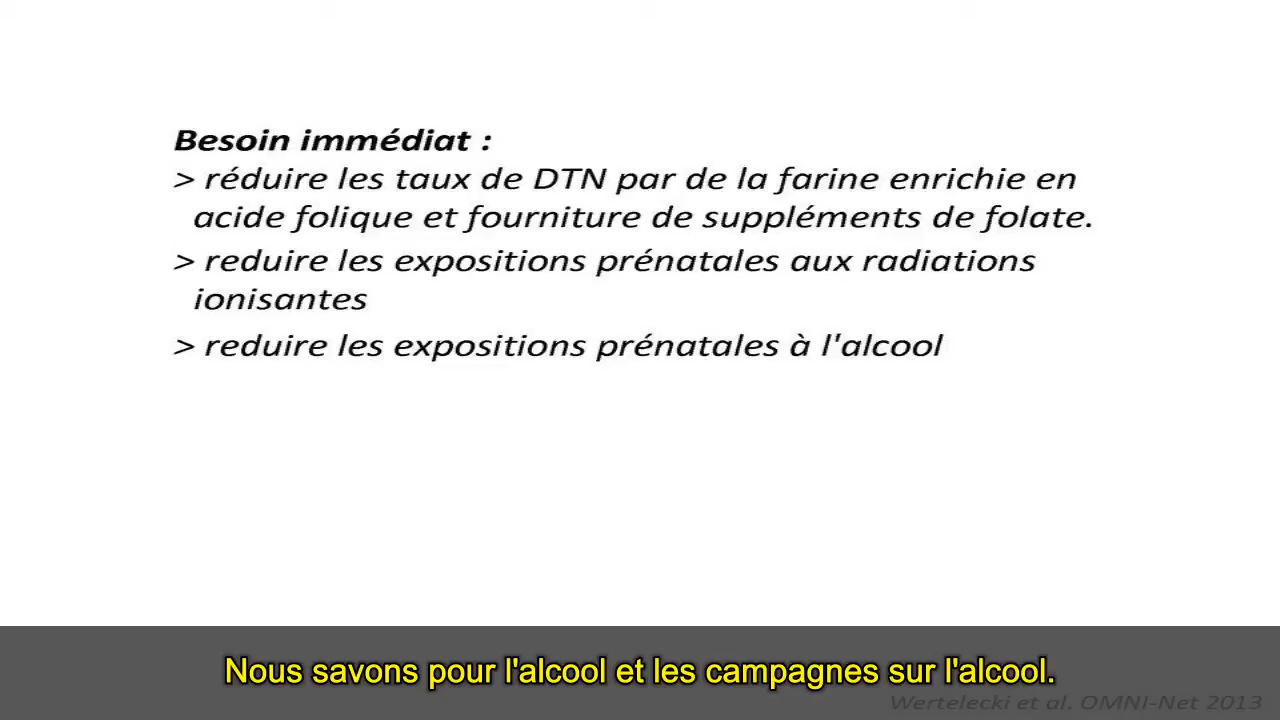 Besoin immédiat :
> réduire les taux de DTN par de la farine enrichie en
acide folique et fourniture de suppléments de folate.
> reduire les expositions prénatales aux radiations
ionisantes
> reduire les expositions prénatales à l'alcool
Nous savons pour l'alcool et les campagnes sur l'alcool.
Wertelecki et al. OMNI-Net 2013